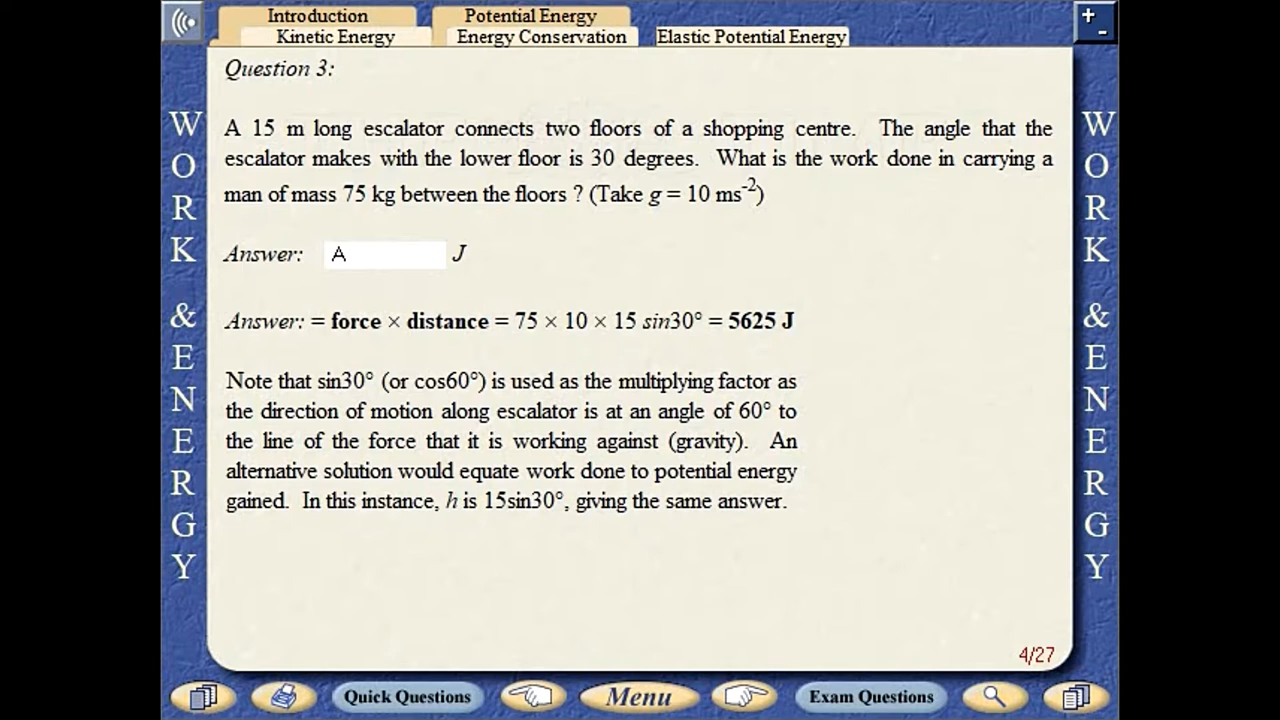 Introduction
Potential Energy
Kinetic Energy
Energy Conservation
Elastic Potential Energy
+
-
Question 3:
A 15 m long escalator connects two floors of a shopping centre. The angle that the
escalator makes with the lower floor is 30 degrees. What is the work done in carrying a
man of mass 75 kg between the floors ? (Take g = 10 ms⁻²)
Answer: A J
Answer: = force × distance = 75 × 10 × 15 sin30° = 5625 J
Note that sin30° (or cos60°) is used as the multiplying factor as
the direction of motion along escalator is at an angle of 60° to
the line of the force that it is working against (gravity). An
alternative solution would equate work done to potential energy
gained. In this instance, h is 15sin30°, giving the same answer.
WORK & ENERGY
WORK & ENERGY
4/27
Quick Questions
Menu
Exam Questions